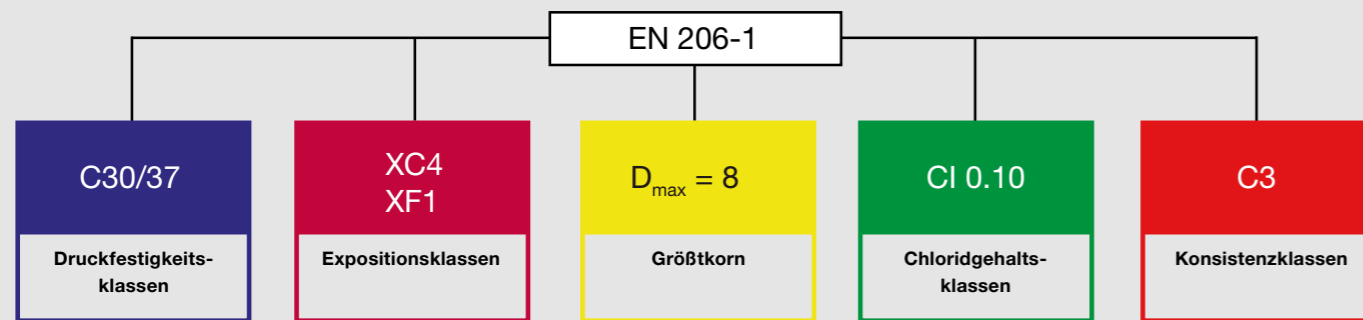 EN 206-1
C30/37
XC4
XF1
Dmax = 8
CI 0.10
C3
Druckfestigkeits-
klassen
Expositionsklassen
Größtkorn
Chloridgehalts-
klassen
Konsistenzklassen